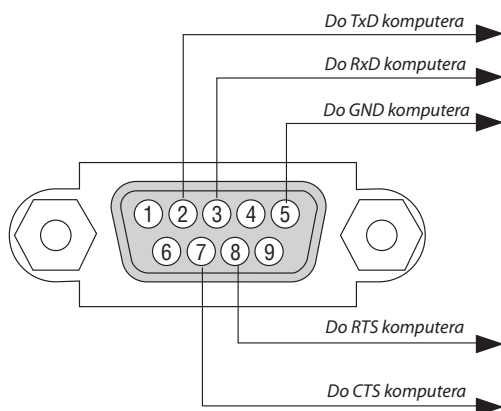 Do TxD komputera
Do RxD komputera
Do GND komputera
1 2 3 4 5
6 7 8 9
Do RTS komputera
Do CTS komputera